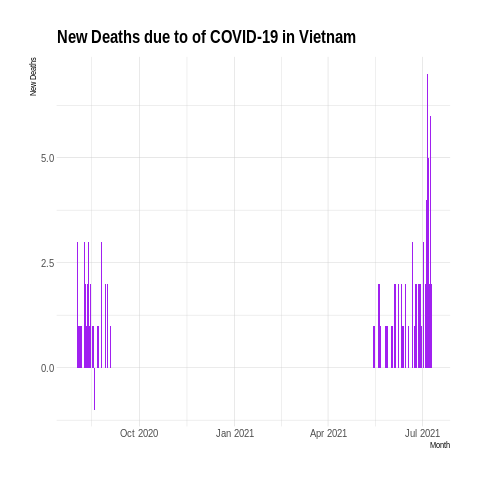 New Deaths due to of COVID-19 in Vietnam
New Deaths
5.0
2.5
0.0
Oct 2020 Jan 2021 Apr 2021 Jul 2021
Month